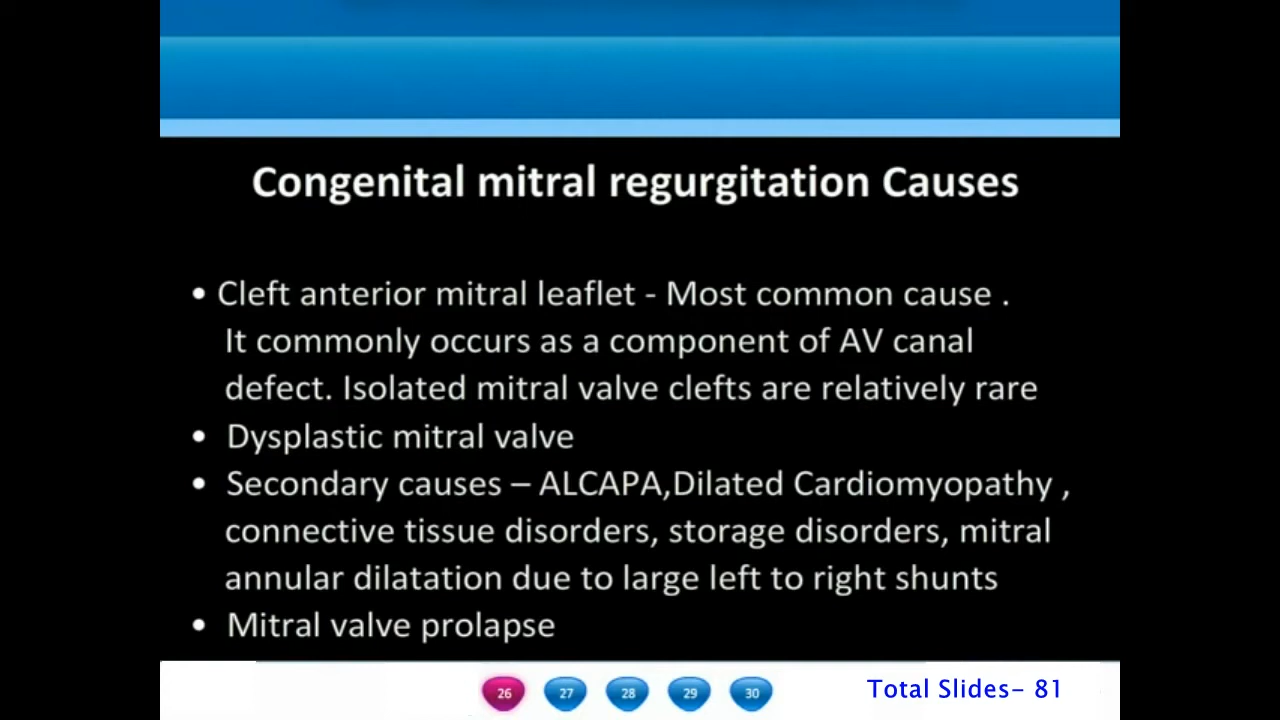 Congenital mitral regurgitation Causes
• Cleft anterior mitral leaflet - Most common cause .
It commonly occurs as a component of AV canal
defect. Isolated mitral valve clefts are relatively rare
• Dysplastic mitral valve
• Secondary causes – ALCAPA,Dilated Cardiomyopathy ,
connective tissue disorders, storage disorders, mitral
annular dilatation due to large left to right shunts
• Mitral valve prolapse
26 27 28 29 30 Total Slides- 81